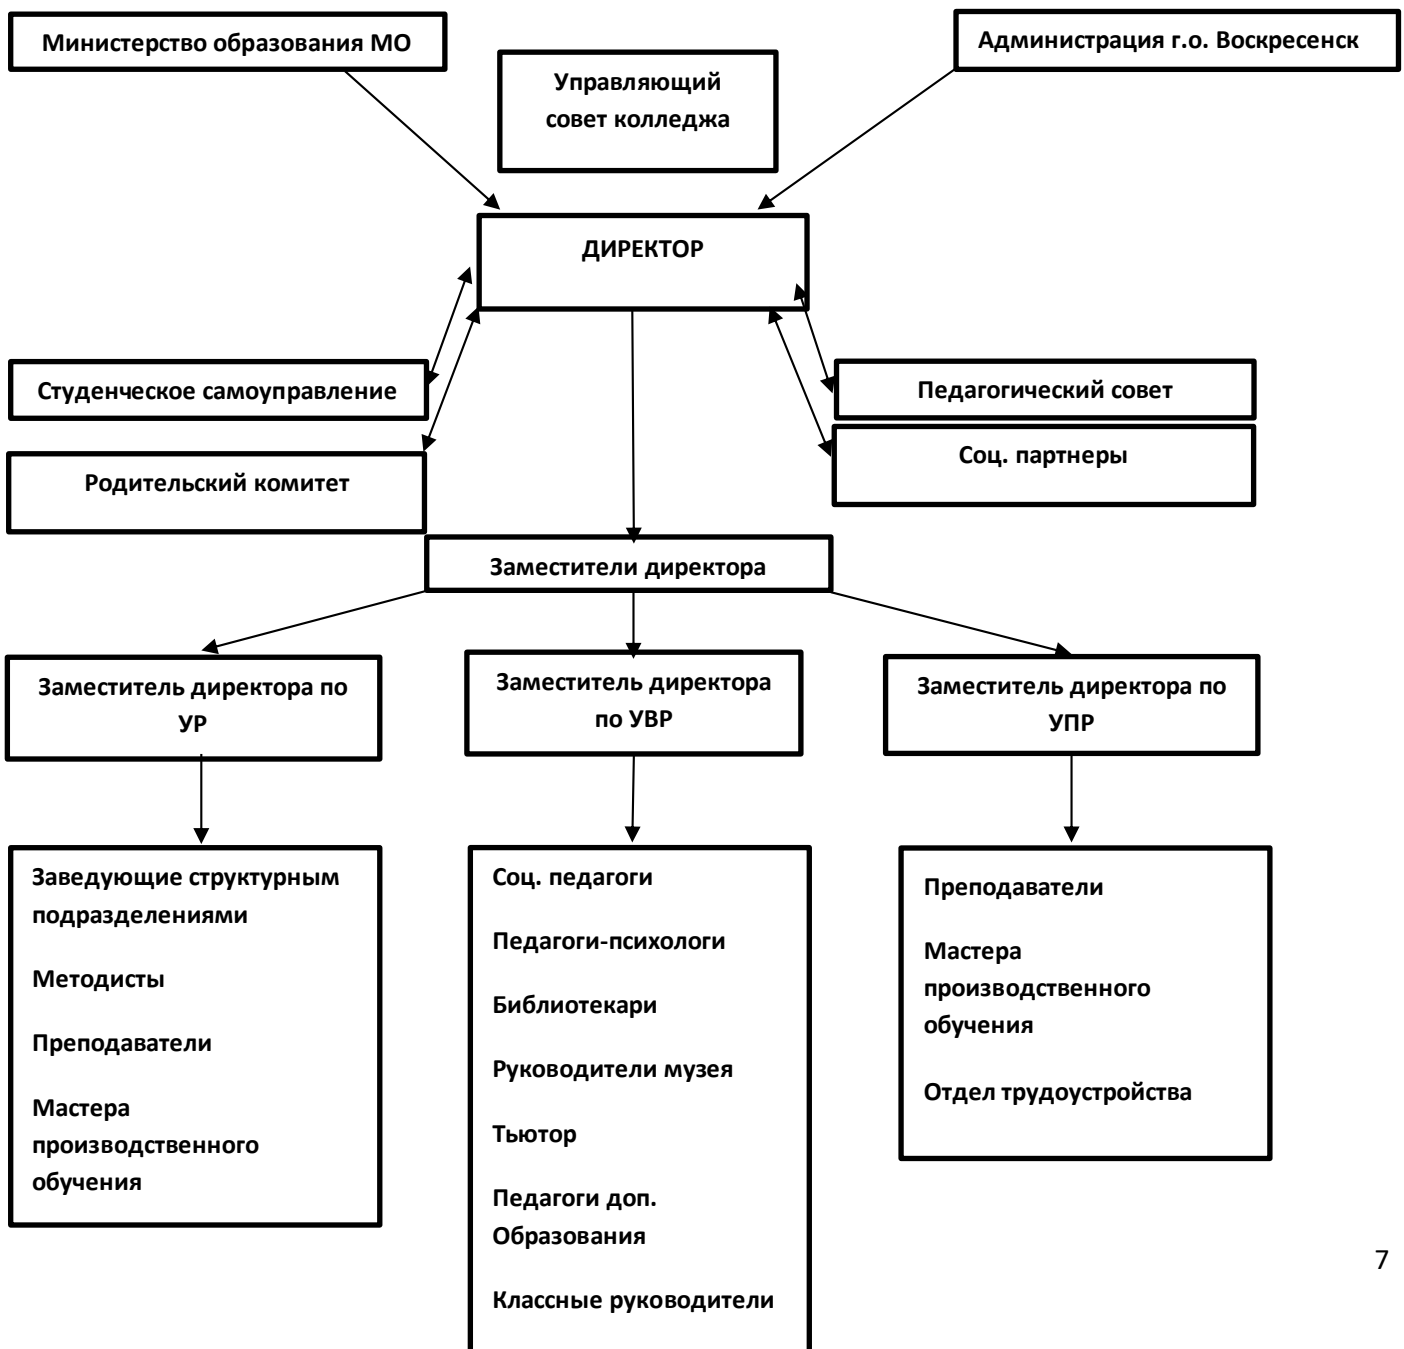 Министерство образования МО
Администрация г.о. Воскресенск
Управляющий
совет колледжа
ДИРЕКТОР
Студенческое самоуправление
Педагогический совет
Родительский комитет
Соц. партнеры
Заместители директора
Заместитель директора по
УР
Заместитель директора
по УВР
Заместитель директора по
УПР
Заведующие структурным
подразделениями
Методисты
Преподаватели
Мастера
производственного
обучения
Соц. педагоги
Педагоги-психологи
Библиотекари
Руководители музея
Тьютор
Педагоги доп.
Образования
Классные руководители
Преподаватели
Мастера
производственного
обучения
Отдел трудоустройства
7